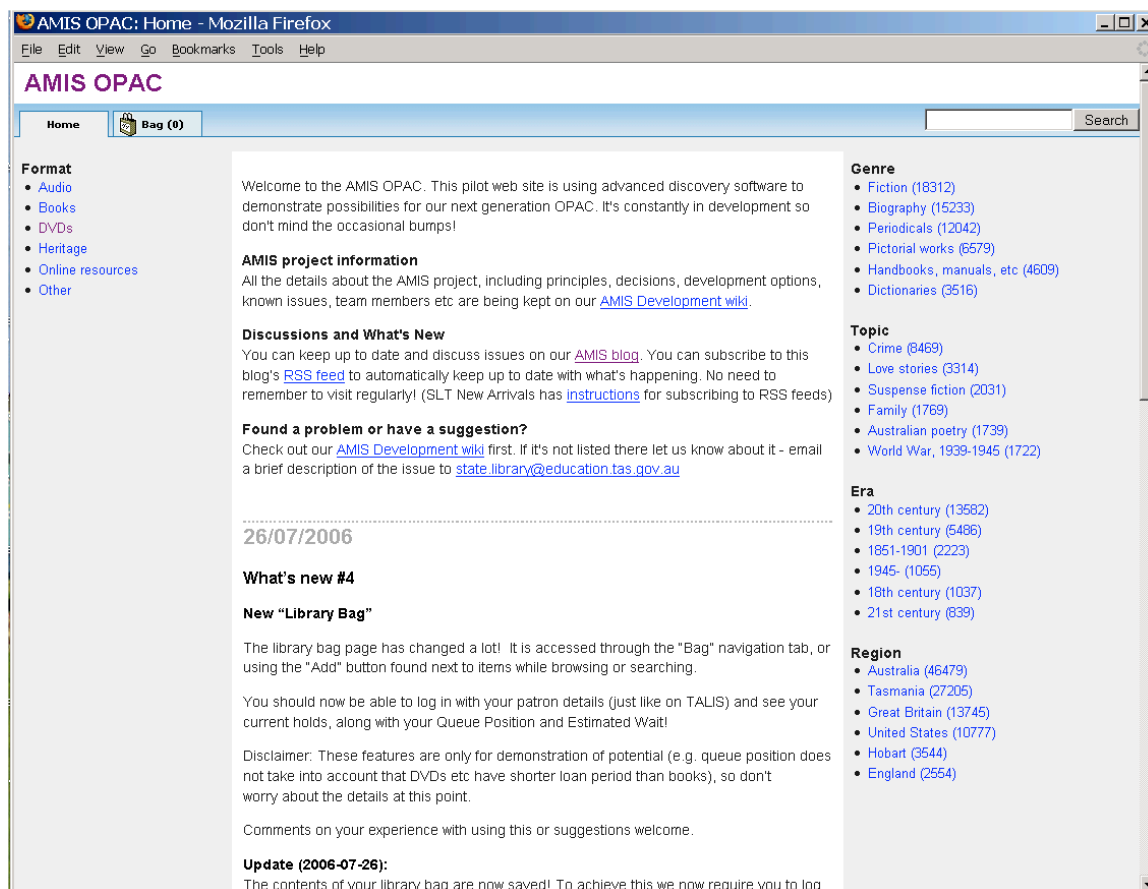 AMIS OPAC: Home - Mozilla Firefox
File Edit View Go Bookmarks Tools Help
AMIS OPAC
Home Bag (0) Search
Format
Audio
Books
DVDs
Heritage
Online resources
Other
Welcome to the AMIS OPAC. This pilot web site is using advanced discovery software to
demonstrate possibilities for our next generation OPAC. It's constantly in development so
don't mind the occasional bumps!
AMIS project information
All the details about the AMIS project, including principles, decisions, development options,
known issues, team members etc are being kept on our AMIS Development wiki.
Discussions and What's New
You can keep up to date and discuss issues on our AMIS blog. You can subscribe to this
blog's RSS feed to automatically keep up to date with what's happening. No need to
remember to visit regularly! (SLT New Arrivals has instructions for subscribing to RSS feeds)
Found a problem or have a suggestion?
Check out our AMIS Development wiki first. If it's not listed there let us know about it - email
a brief description of the issue to state.library@education.tas.gov.au
26/07/2006
What's new #4
New “Library Bag”
The library bag page has changed a lot! It is accessed through the "Bag" navigation tab, or
using the "Add" button found next to items while browsing or searching.
You should now be able to log in with your patron details (just like on TALIS) and see your
current holds, along with your Queue Position and Estimated Wait!
Disclaimer: These features are only for demonstration of potential (e.g. queue position does
not take into account that DVDs etc have shorter loan period than books), so don't
worry about the details at this point.
Comments on your experience with using this or suggestions welcome.
Update (2006-07-26):
The contents of your library bag are now saved! To achieve this we now require you to log
Genre
Fiction (18312)
Biography (15233)
Periodicals (12042)
Pictorial works (6579)
Handbooks, manuals, etc (4609)
Dictionaries (3516)
Topic
Crime (8469)
Love stories (3314)
Suspense fiction (2031)
Family (1769)
Australian poetry (1739)
World War, 1939-1945 (1722)
Era
20th century (13582)
19th century (5486)
1851-1901 (2223)
1945- (1055)
18th century (1037)
21st century (839)
Region
Australia (46479)
Tasmania (27205)
Great Britain (13745)
United States (10777)
Hobart (3544)
England (2554)